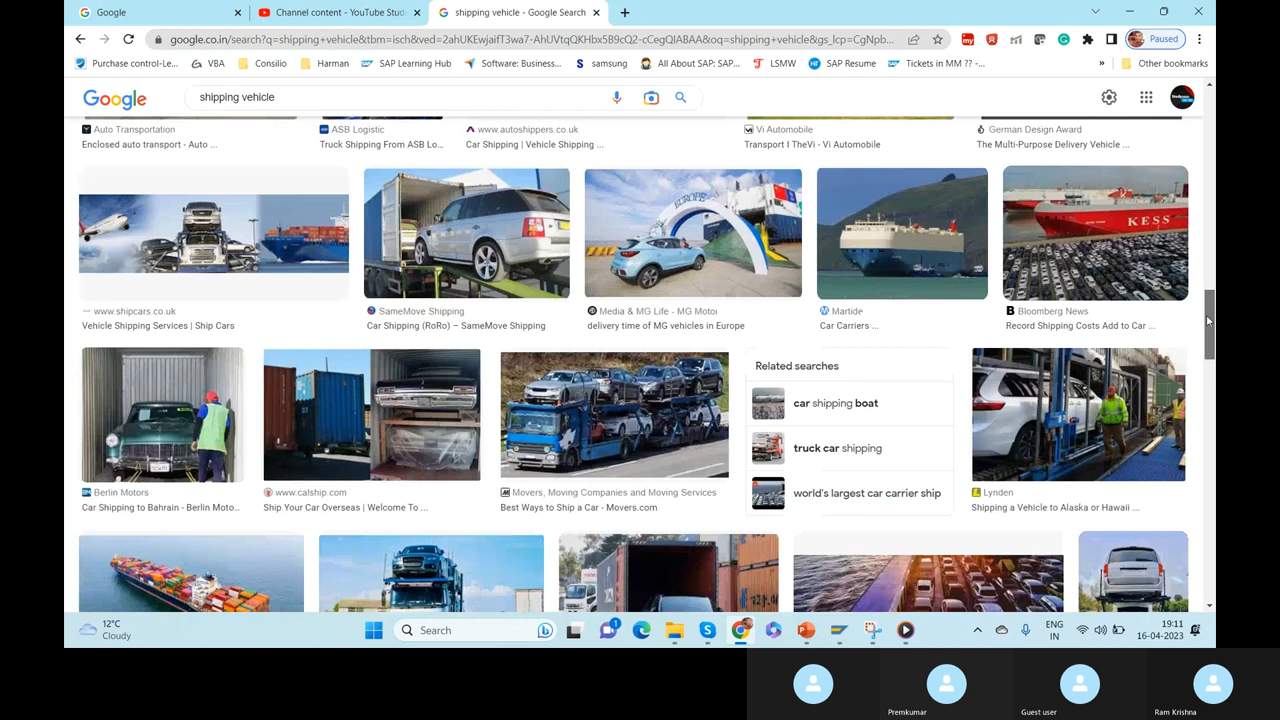 Google
Channel content - YouTube Studi
shipping vehicle - Google Search
google.co.in/search?q=shipping+vehicle&tbm=isch&ved=2ahUKEwjaifT3wa7-AhUVtqQKHbx5B9cQ2-cCegQIABAA&oq=shipping+vehicle&gs_lcp=CgNpb...
Paused
Purchase control-Le...
VBA
Consilio
Harman
SAP Learning Hub
Software: Business...
samsung
All About SAP: SAP...
LSMW
SAP Resume
Tickets in MM ?? -...
»
Other bookmarks
Google
shipping vehicle
Auto Transportation
Enclosed auto transport - Auto ...
ASB Logistic
Truck Shipping From ASB Lo...
www.autoshippers.co.uk
Car Shipping | Vehicle Shipping ...
Vi Automobile
Transport I TheVi - Vi Automobile
German Design Award
The Multi-Purpose Delivery Vehicle ...
EUROPE
KESS
www.shipcars.co.uk
Vehicle Shipping Services | Ship Cars
SameMove Shipping
Car Shipping (RoRo) – SameMove Shipping
Media & MG Life - MG Motor
delivery time of MG vehicles in Europe
Martide
Car Carriers ...
Bloomberg News
Record Shipping Costs Add to Car ...
Related searches
car shipping boat
truck car shipping
world's largest car carrier ship
Berlin Motors
Car Shipping to Bahrain - Berlin Moto...
www.calship.com
Ship Your Car Overseas | Welcome To ...
Movers, Moving Companies and Moving Services
Best Ways to Ship a Car - Movers.com
Lynden
Shipping a Vehicle to Alaska or Hawaii ...
12°C
Cloudy
Search
1
ENG
IN
19:11
16-04-2023
Premkumar
Guest user
Ram Krishna